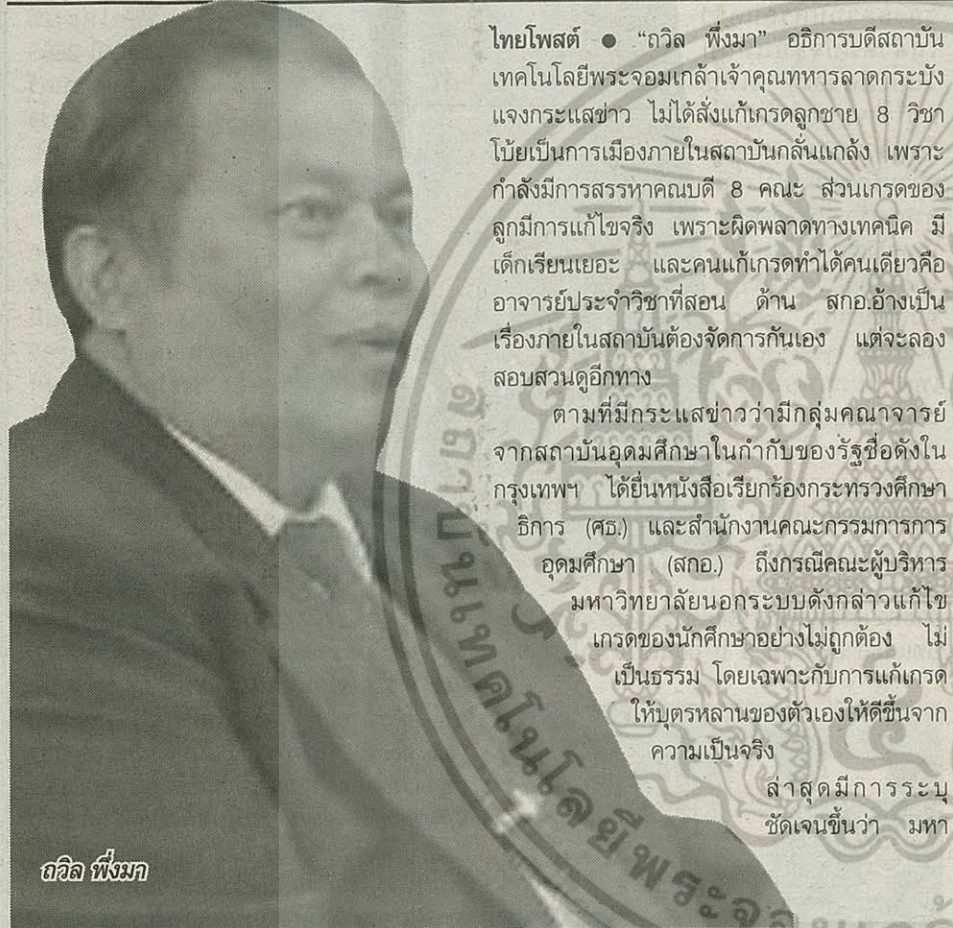 ไทยโพสต์ ● “ถวิล พึ่งมา” อธิการบดีสถาบัน
เทคโนโลยีพระจอมเกล้าเจ้าคุณทหารลาดกระบัง
แจงกระแสข่าว ไม่ได้สั่งแก้เกรดลูกชาย 8 วิชา
โบ้ยเป็นการเมืองภายในสถาบันกลั่นแกล้ง เพราะ
กำลังมีการสรรหาคณบดี 8 คณะ ส่วนเกรดของ
ลูกมีการแก้ไขจริง เพราะผิดพลาดทางเทคนิค มี
เด็กเรียนเยอะ และคนแก้เกรดทำได้คนเดียวคือ
อาจารย์ประจำวิชาที่สอน ด้าน สกอ.อ้างเป็น
เรื่องภายในสถาบันต้องจัดการกันเอง แต่จะลอง
สอบสวนดูอีกทาง
ตามที่มีกระแสข่าวว่ามีกลุ่มคณาจารย์
จากสถาบันอุดมศึกษาในกำกับของรัฐชื่อดังใน
กรุงเทพฯ ได้ยื่นหนังสือเรียกร้องกระทรวงศึกษา
ธิการ (ศธ.) และสำนักงานคณะกรรมการการ
อุดมศึกษา (สกอ.) ถึงกรณีคณะผู้บริหาร
มหาวิทยาลัยนอกระบบดังกล่าวแก้ไข
เกรดของนักศึกษาอย่างไม่ถูกต้อง ไม่
เป็นธรรม โดยเฉพาะกับการแก้เกรด
ให้บุตรหลานของตัวเองให้ดีขึ้นจาก
ความเป็นจริง
ล่าสุดมีการระบุ
ชัดเจนขึ้นว่า มหา
ถวิล พึ่งมา
สถาบันเทคโนโลยีพระจอมเกล้